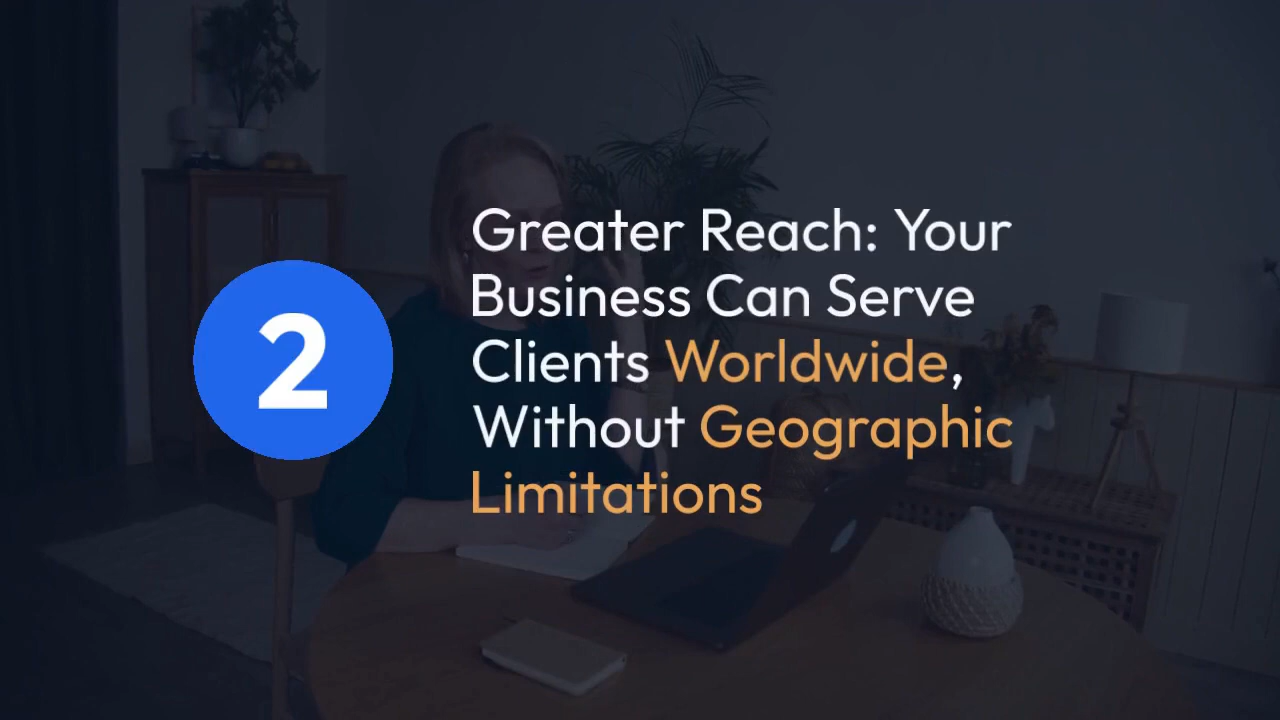 2
Greater Reach: Your
Business Can Serve
Clients Worldwide,
Without Geographic
Limitations